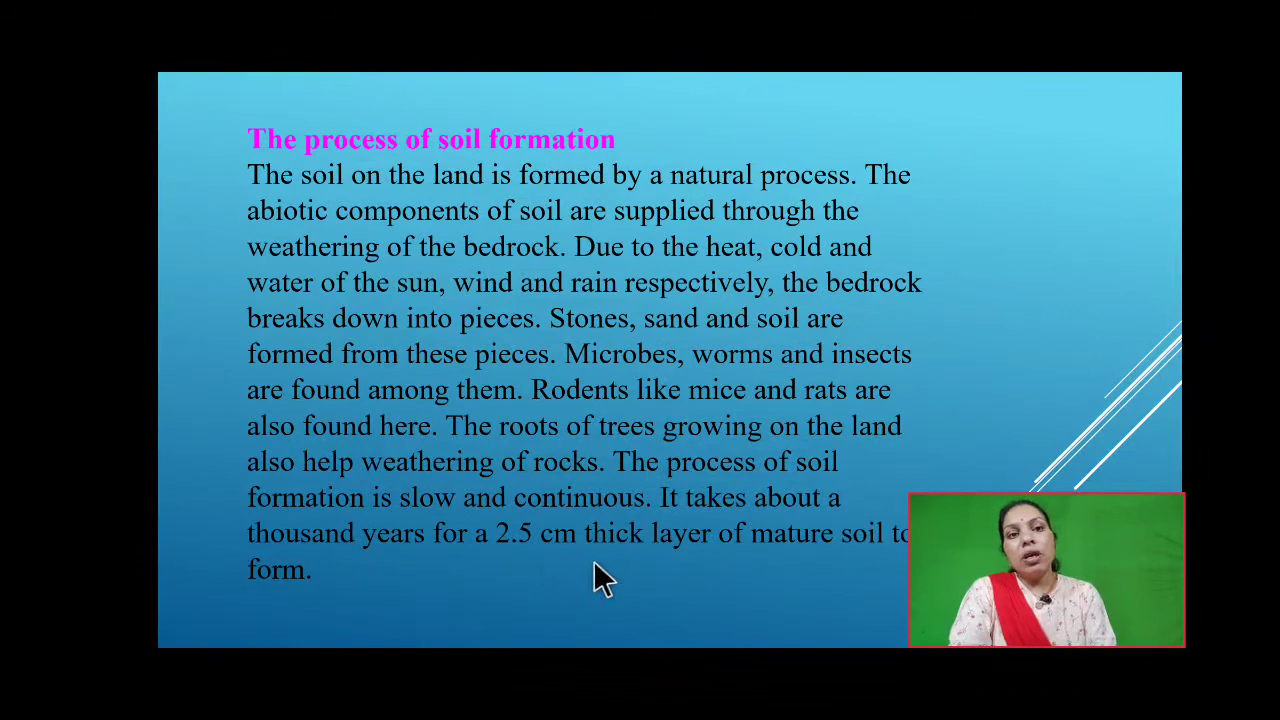 The process of soil formation
The soil on the land is formed by a natural process. The
abiotic components of soil are supplied through the
weathering of the bedrock. Due to the heat, cold and
water of the sun, wind and rain respectively, the bedrock
breaks down into pieces. Stones, sand and soil are
formed from these pieces. Microbes, worms and insects
are found among them. Rodents like mice and rats are
also found here. The roots of trees growing on the land
also help weathering of rocks. The process of soil
formation is slow and continuous. It takes about a
thousand years for a 2.5 cm thick layer of mature soil to
form.